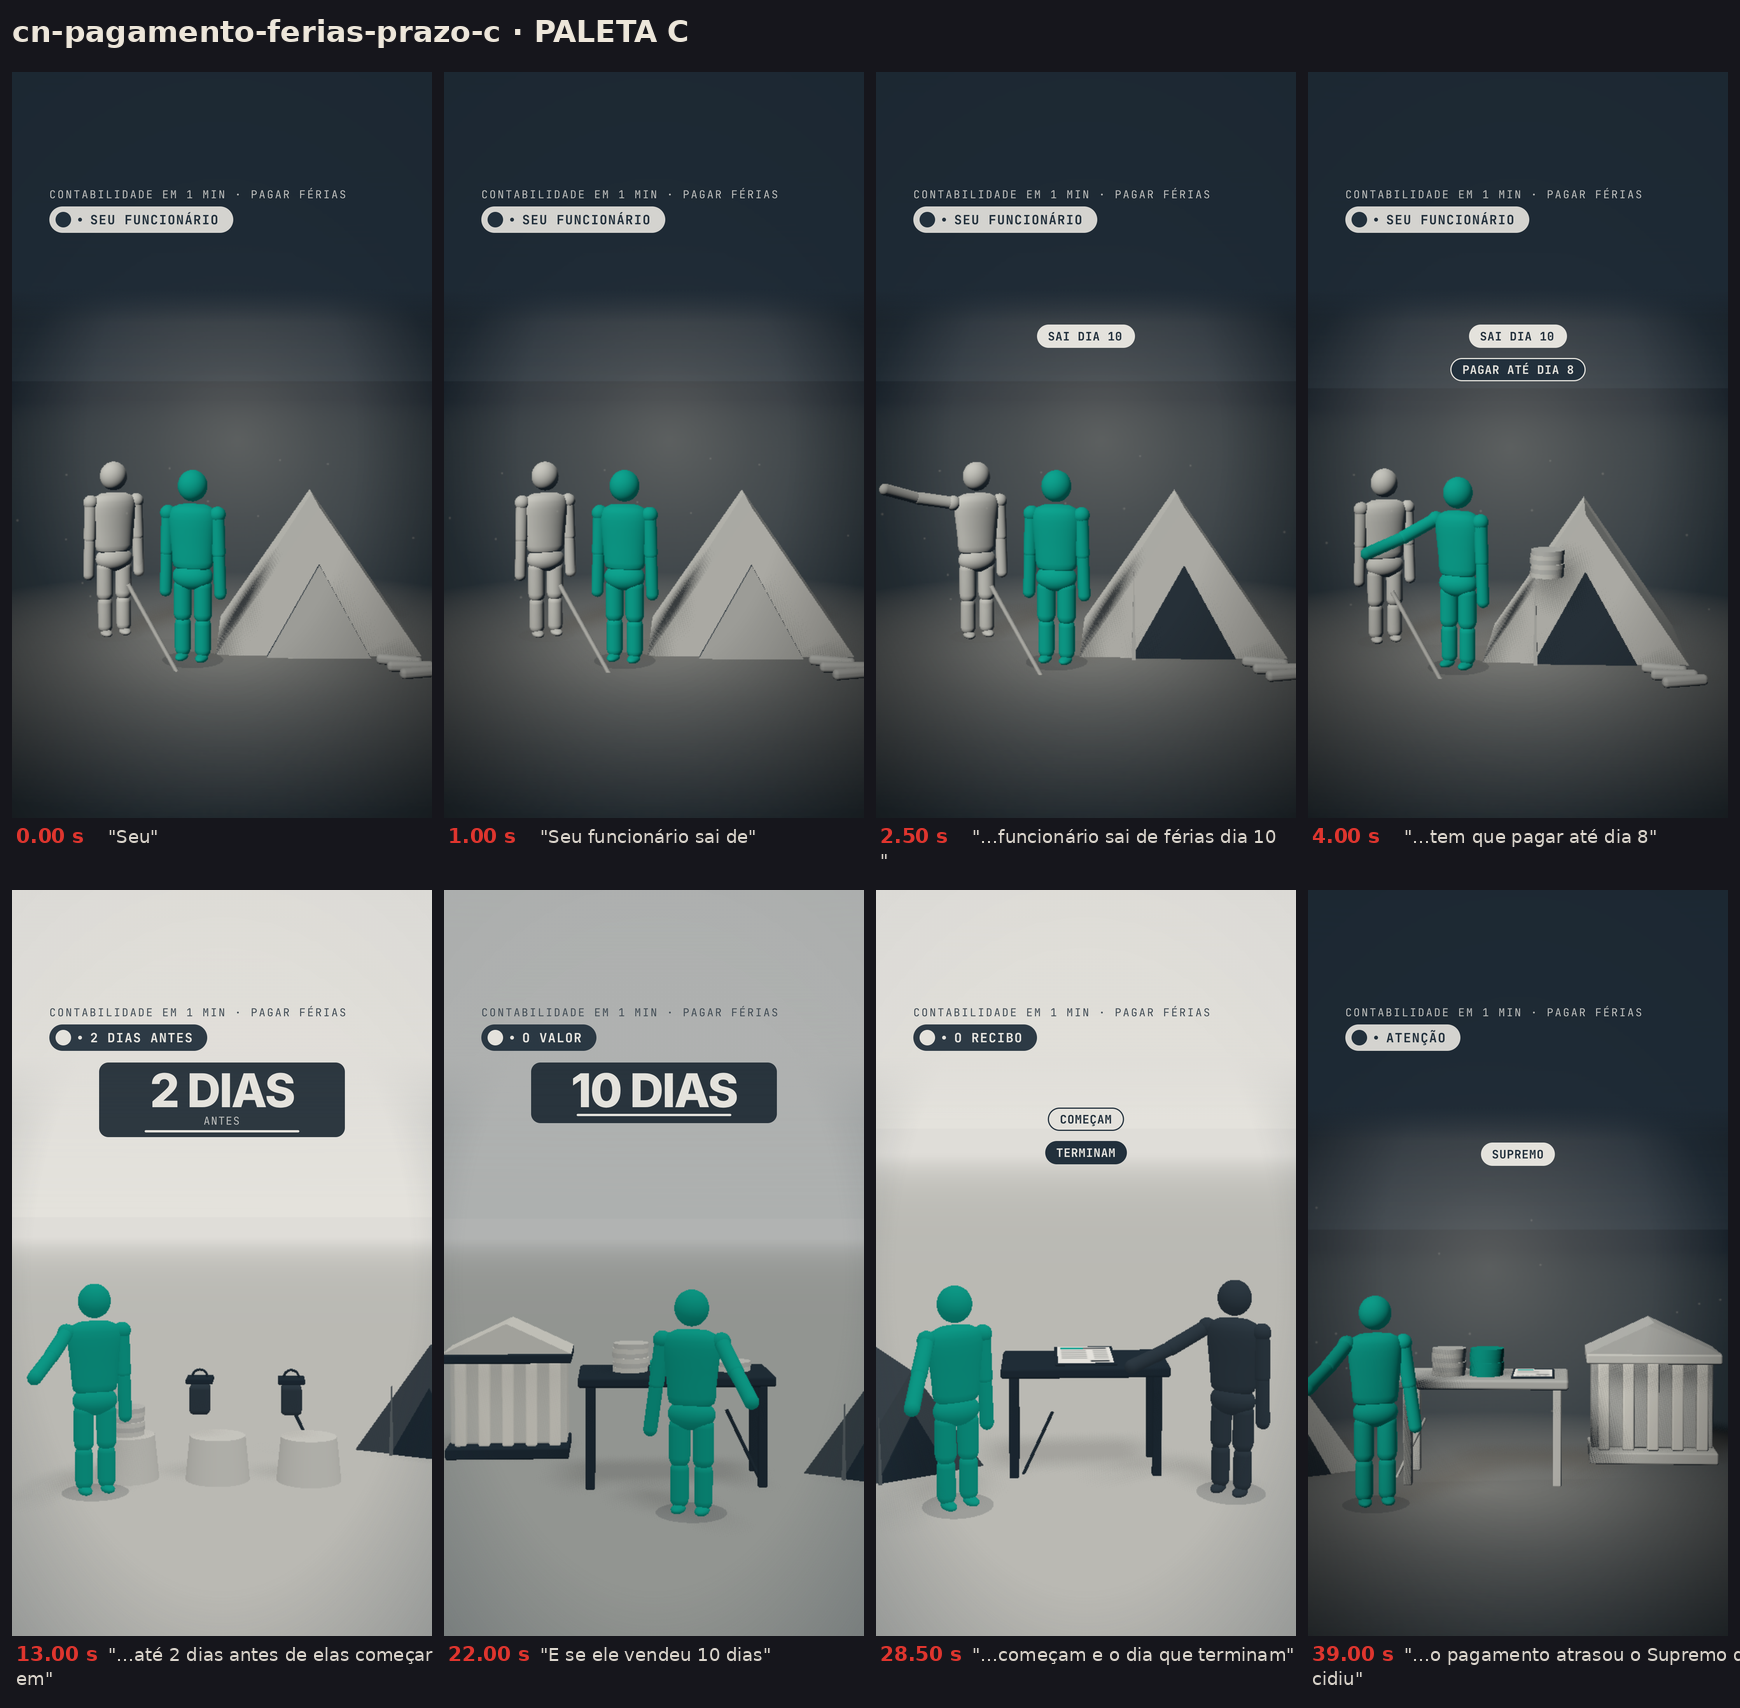 cn-pagamento-ferias-prazo-c · PALETA C
CONTABILIDADE EM 1 MIN · PAGAR FÉRIAS
• SEU FUNCIONÁRIO
0.00 s "Seu"
CONTABILIDADE EM 1 MIN · PAGAR FÉRIAS
• SEU FUNCIONÁRIO
1.00 s "Seu funcionário sai de"
CONTABILIDADE EM 1 MIN · PAGAR FÉRIAS
• SEU FUNCIONÁRIO
SAI DIA 10
2.50 s "...funcionário sai de férias dia 10
"
CONTABILIDADE EM 1 MIN · PAGAR FÉRIAS
• SEU FUNCIONÁRIO
SAI DIA 10
PAGAR ATÉ DIA 8
4.00 s "...tem que pagar até dia 8"
CONTABILIDADE EM 1 MIN · PAGAR FÉRIAS
• 2 DIAS ANTES
2 DIAS
ANTES
13.00 s "...até 2 dias antes de elas começar
em"
CONTABILIDADE EM 1 MIN · PAGAR FÉRIAS
• O VALOR
10 DIAS
22.00 s "E se ele vendeu 10 dias"
CONTABILIDADE EM 1 MIN · PAGAR FÉRIAS
• O RECIBO
COMEÇAM
TERMINAM
28.50 s "...começam e o dia que terminam"
CONTABILIDADE EM 1 MIN · PAGAR FÉRIAS
• ATENÇÃO
SUPREMO
39.00 s "...o pagamento atrasou o Supremo
cidiu"